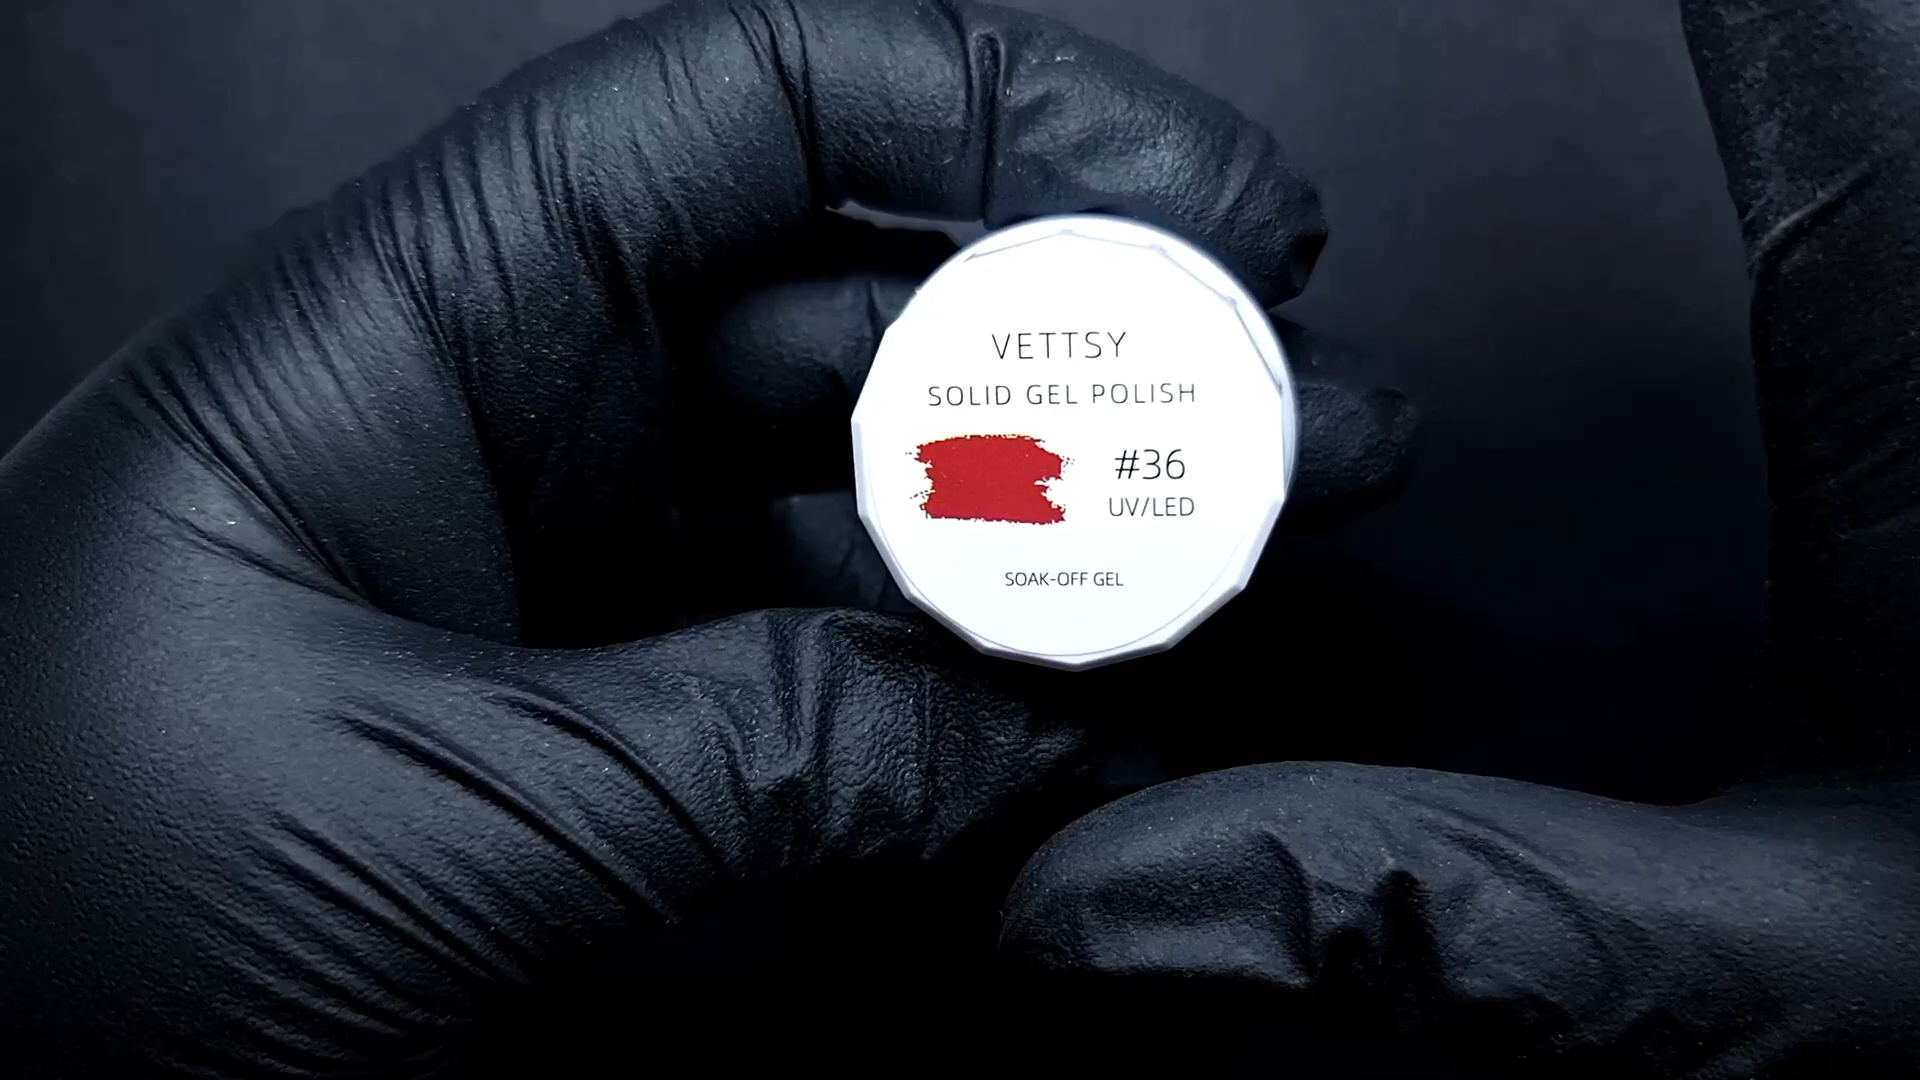 VETTSY
SOLID GEL POLISH
#36
UV/LED
SOAK-OFF GEL